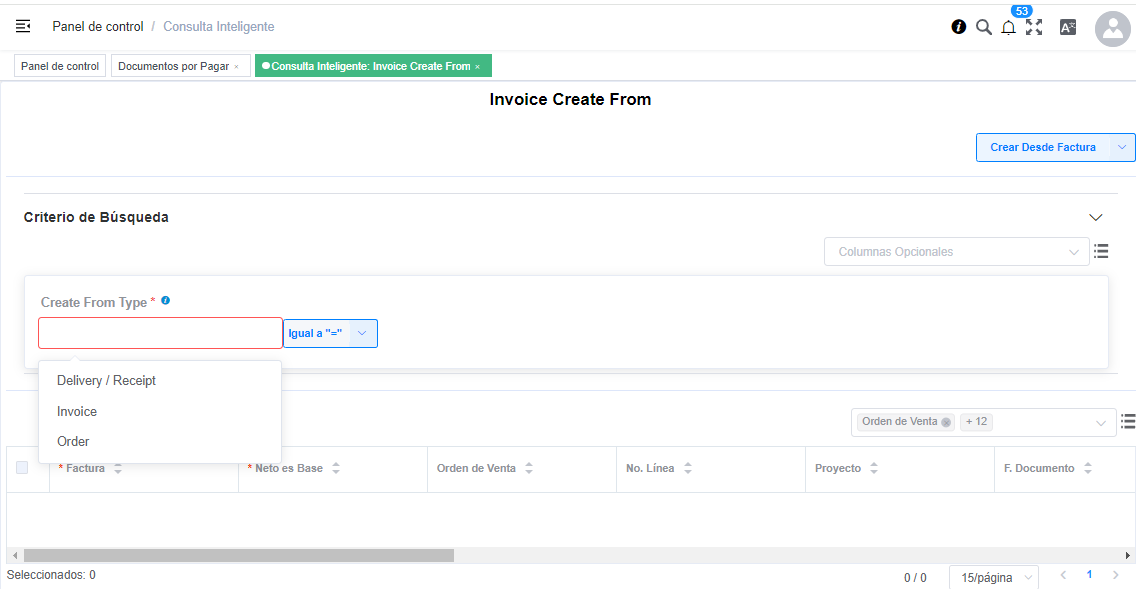 Panel de control / Consulta Inteligente
53
Panel de control
Documentos por Pagar ×
Consulta Inteligente: Invoice Create From ×
Invoice Create From
Crear Desde Factura
Criterio de Búsqueda
Columnas Opcionales
Create From Type *
Igual a "="
Delivery / Receipt
Invoice
Order
Orden de Venta
+ 12
* Factura
* Neto es Base
Orden de Venta
No. Línea
Proyecto
F. Documento
Seleccionados: 0
0 / 0
15/página
1